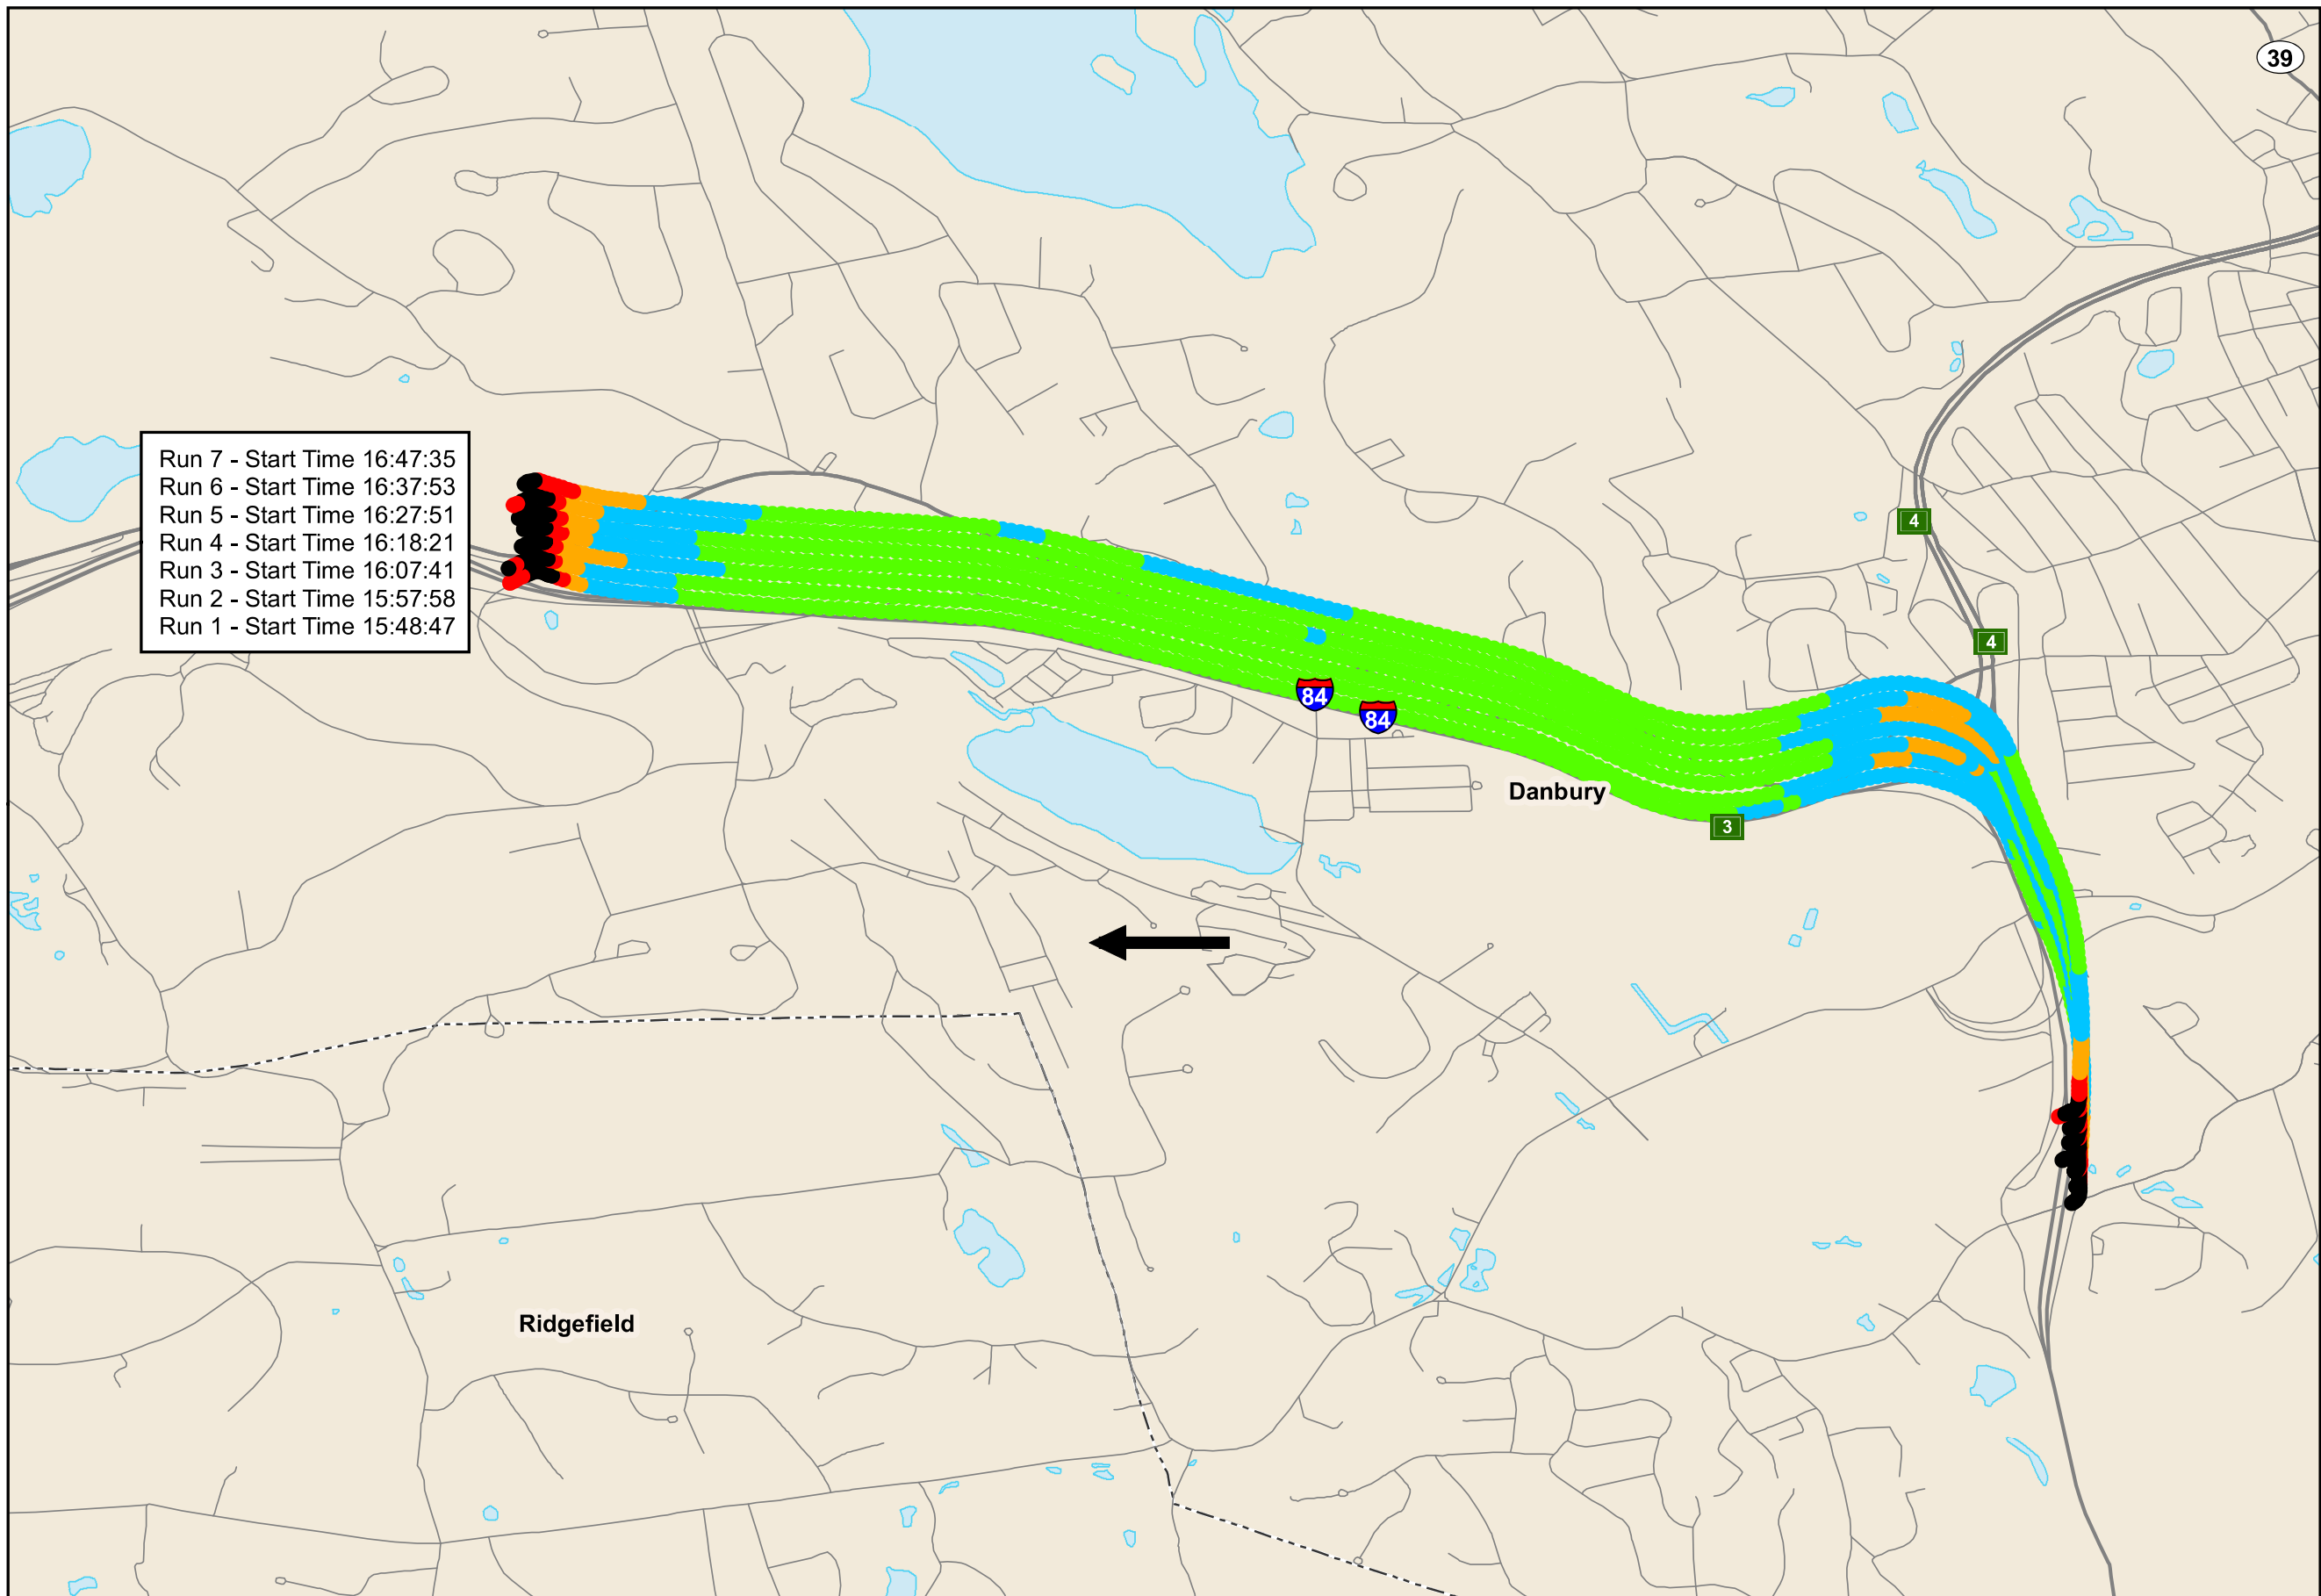 39
Run 7 - Start Time 16:47:35
Run 6 - Start Time 16:37:53
Run 5 - Start Time 16:27:51
Run 4 - Start Time 16:18:21
Run 3 - Start Time 16:07:41
Run 2 - Start Time 15:57:58
Run 1 - Start Time 15:48:47
4
4
84
84
Danbury
3
Ridgefield